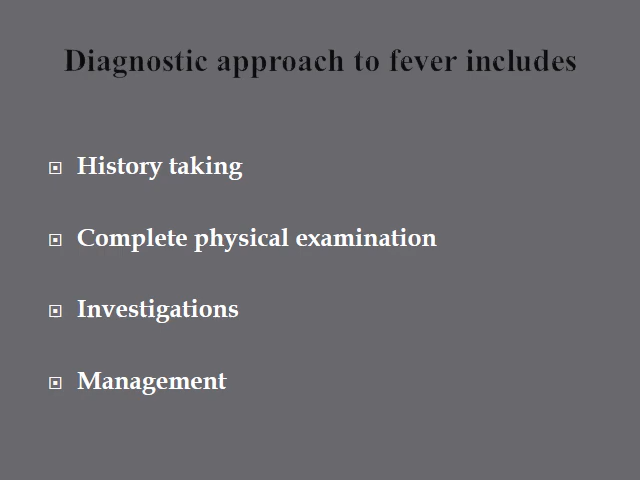 Diagnostic approach to fever includes
History taking
Complete physical examination
Investigations
Management